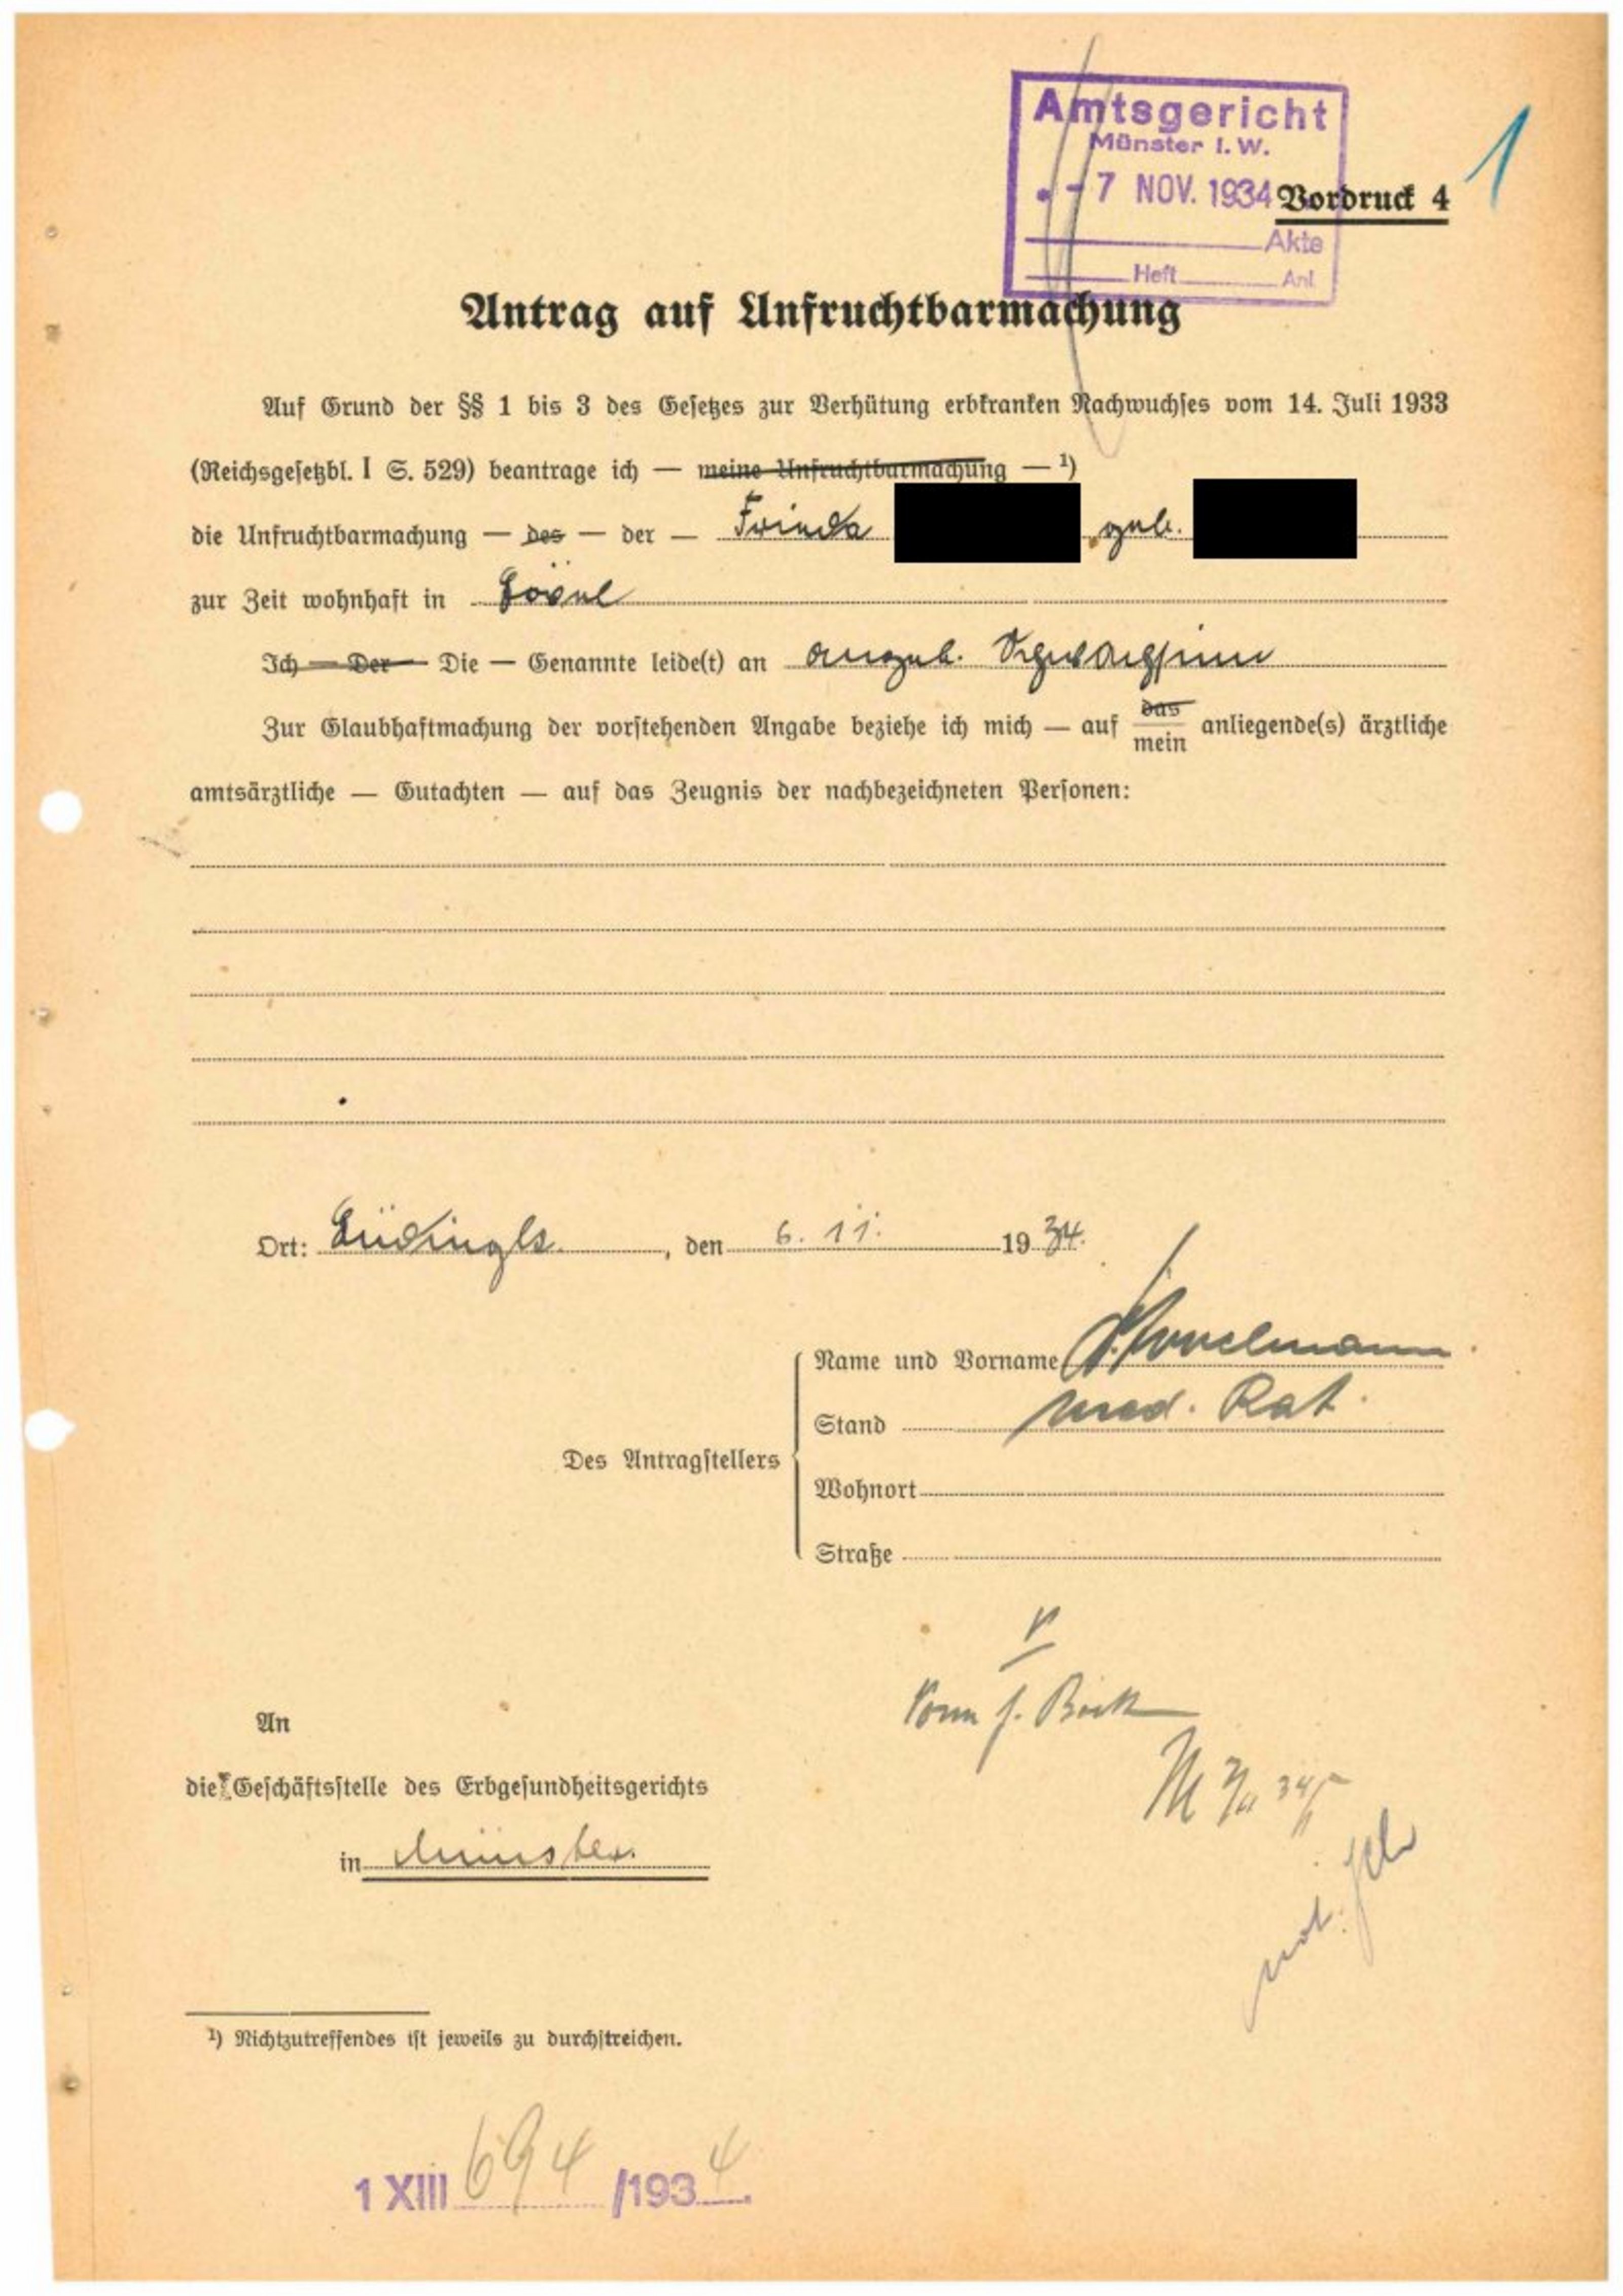 Amtsgericht
Münster i. W.
- 7 NOV. 1934
Akte
Heft Anl.
1
Vordruck 4
Antrag auf Unfruchtbarmachung
Auf Grund der §§ 1 bis 3 des Gesetzes zur Verhütung erbkranken Nachwuchses vom 14. Juli 1933
(Reichsgesetzbl. I S. 529) beantrage ich — meine Unfruchtbarmachung — ¹)
die Unfruchtbarmachung — des — der — Frieda , geb.
zur Zeit wohnhaft in
Ich — Der — Die — Genannte leide(t) an angeb. Schwachsinn
Zur Glaubhaftmachung der vorstehenden Angabe beziehe ich mich — auf das mein anliegende(s) ärztliche
amtsärztliche — Gutachten — auf das Zeugnis der nachbezeichneten Personen:
Ort: Lüdingh. , den 6. 11. 1934.
Name und Vorname
Stand med. Rat.
Des Antragstellers
Wohnort
Straße
An
die Geschäftsstelle des Erbgesundheitsgerichts
in Münster.
¹) Nichtzutreffendes ist jeweils zu durchstreichen.
1 XIII 694 /1934.